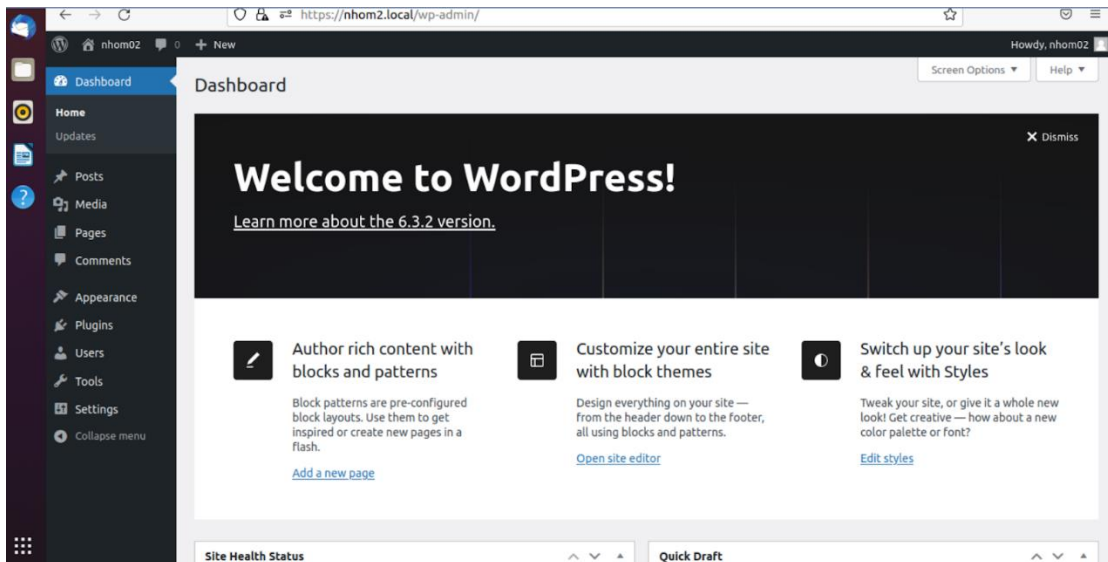 https://nhom2.local/wp-admin/
nhom02
0
New
Howdy, nhom02
Dashboard
Home
Updates
Posts
Media
Pages
Comments
Appearance
Plugins
Users
Tools
Settings
Collapse menu
Dashboard
Screen Options
Help
Dismiss
Welcome to WordPress!
Learn more about the 6.3.2 version.
Author rich content with
blocks and patterns
Block patterns are pre-configured
block layouts. Use them to get
inspired or create new pages in a
flash.
Add a new page
Customize your entire site
with block themes
Design everything on your site —
from the header down to the footer,
all using blocks and patterns.
Open site editor
Switch up your site's look
& feel with Styles
Tweak your site, or give it a whole new
look! Get creative — how about a new
color palette or font?
Edit styles
Site Health Status
Quick Draft